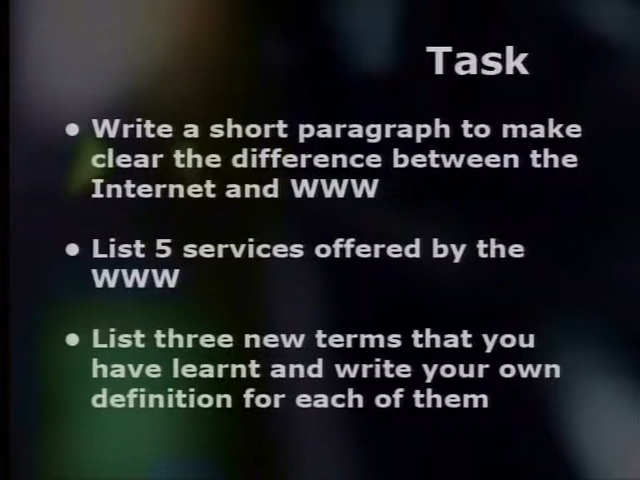 Task
• Write a short paragraph to make
clear the difference between the
Internet and WWW
• List 5 services offered by the
WWW
• List three new terms that you
have learnt and write your own
definition for each of them